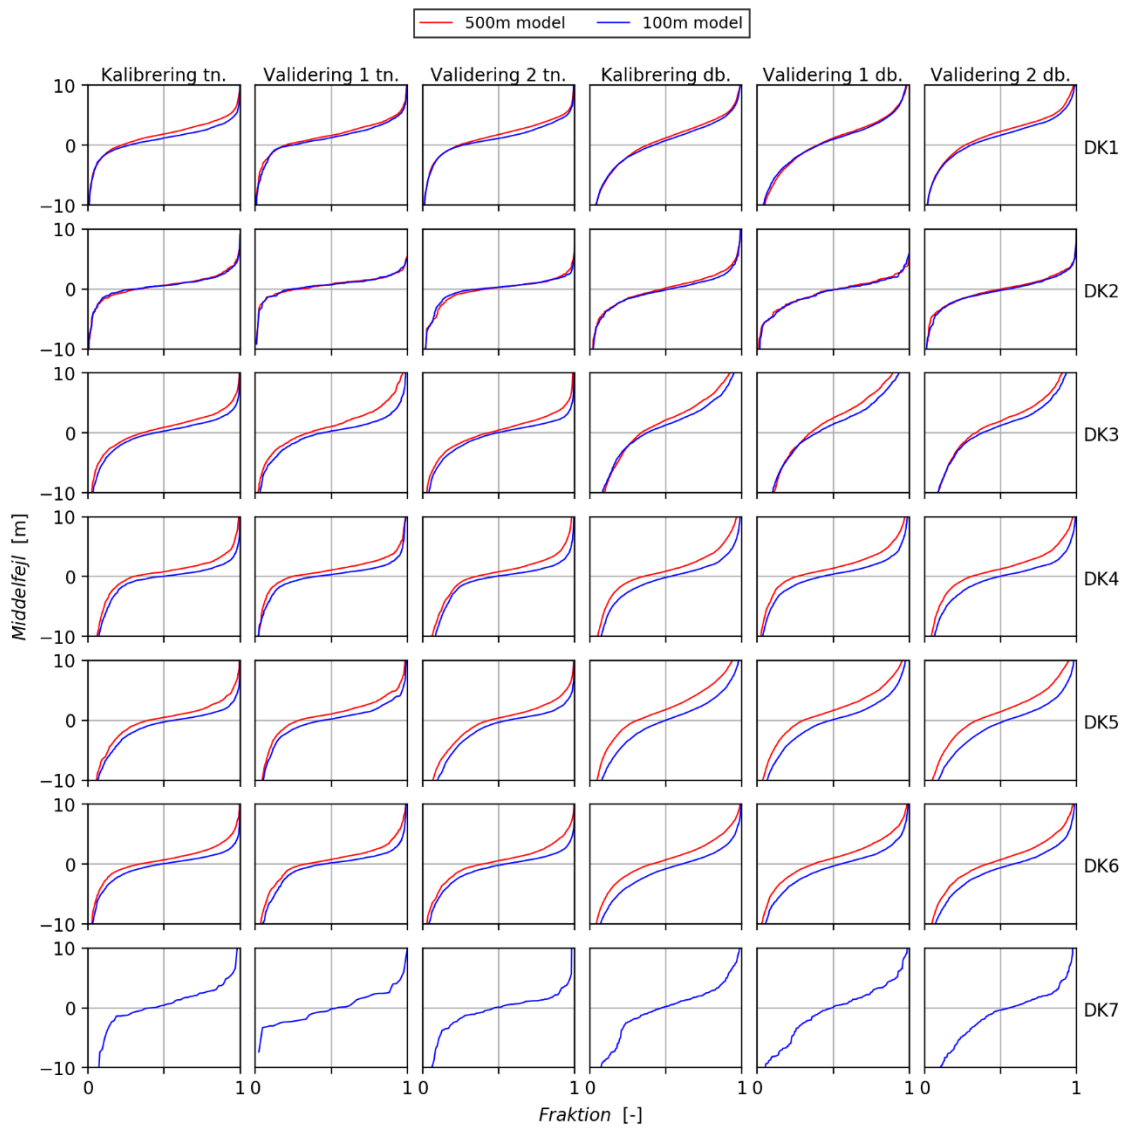 500m model 100m model
Kalibrering tn. Validering 1 tn. Validering 2 tn. Kalibrering db. Validering 1 db. Validering 2 db.
10
0
−10
DK1
10
0
−10
DK2
10
0
−10
DK3
10
0
−10
DK4
10
0
−10
DK5
10
0
−10
DK6
10
0
−10
DK7
Middelfejl [m]
0 1 0 1 0 1 0 1 0 1 0 1
Fraktion [-]